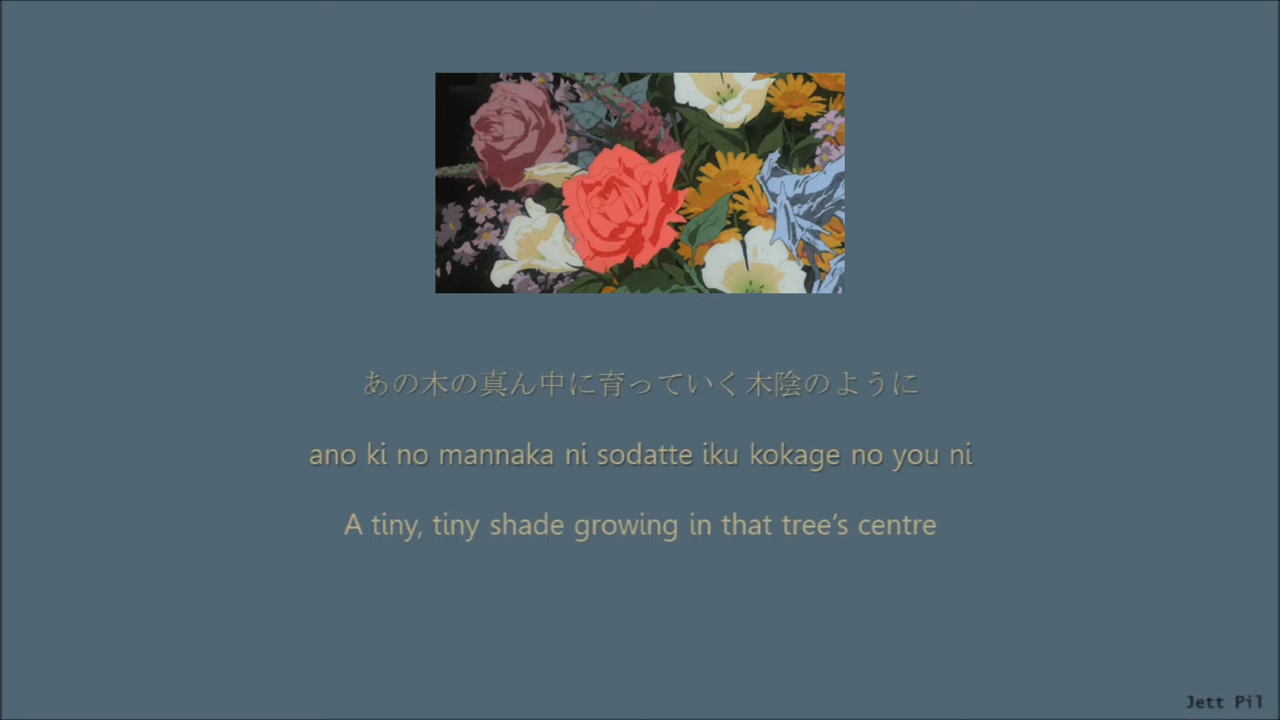 あの木の真ん中に育っていく木陰のように
ano ki no mannaka ni sodatte iku kokage no you ni
A tiny, tiny shade growing in that tree’s centre
Jett Pil